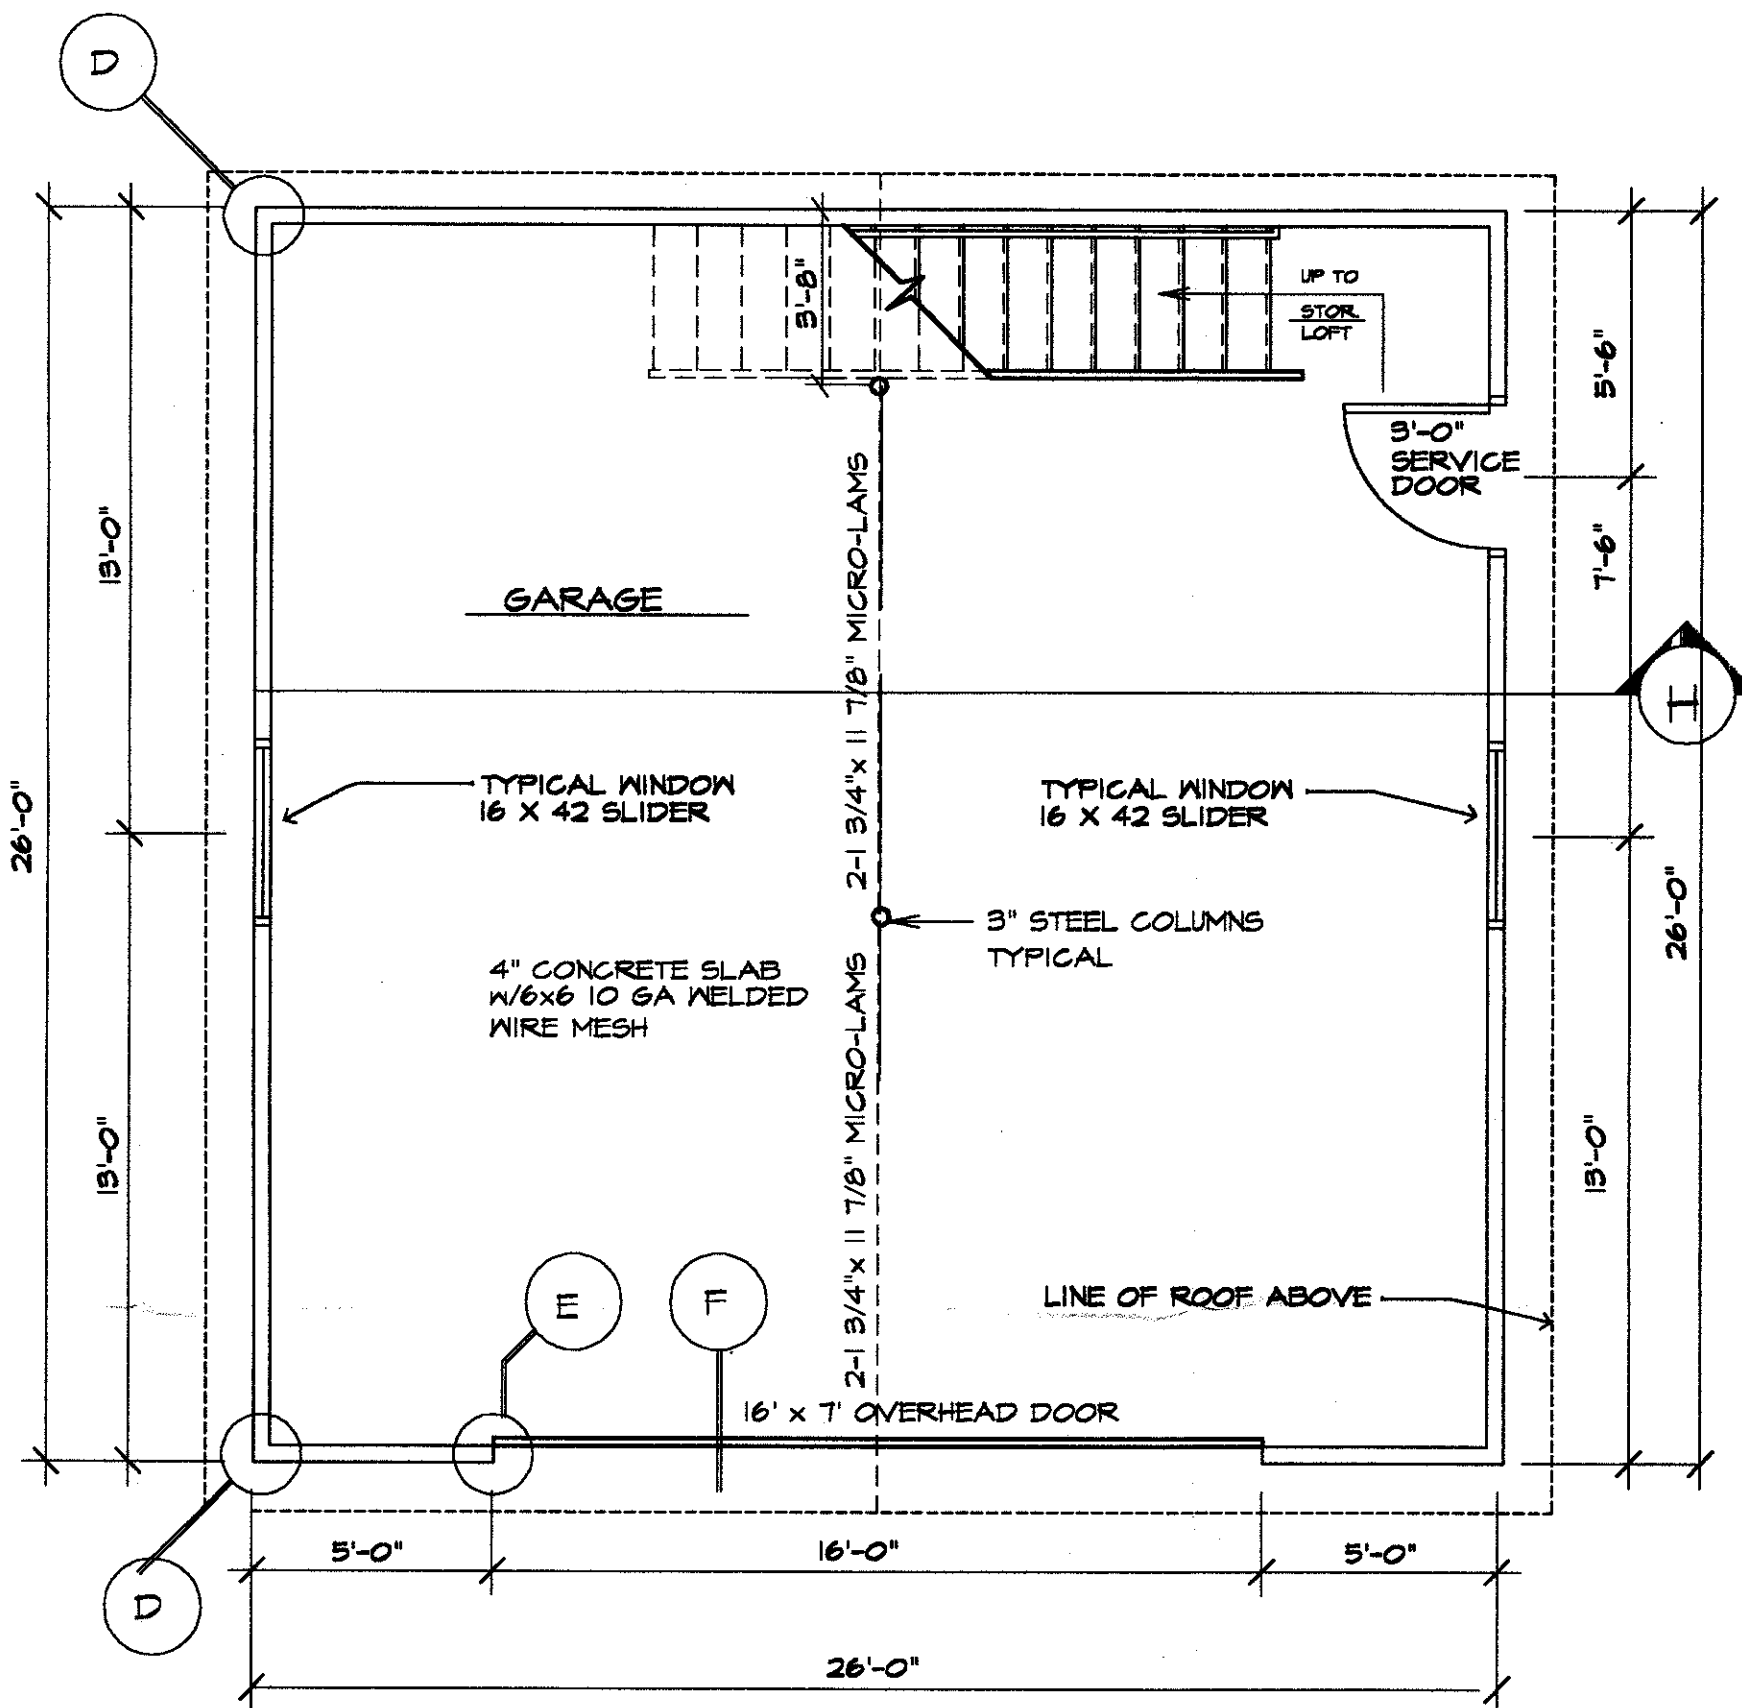 D
3'-8"
UP TO
STOR.
LOFT
5'-6"
3'-0"
SERVICE
DOOR
13'-0"
7'-6"
GARAGE
2-1 3/4"x 11 7/8" MICRO-LAMS
1
26'-0"
TYPICAL WINDOW
16 X 42 SLIDER
TYPICAL WINDOW
16 X 42 SLIDER
26'-0"
3" STEEL COLUMNS
TYPICAL
4" CONCRETE SLAB
W/6x6 10 GA WELDED
WIRE MESH
2-1 3/4"x 11 7/8" MICRO-LAMS
13'-0"
13'-0"
E
F
LINE OF ROOF ABOVE
16' x 7' OVERHEAD DOOR
5'-0"
16'-0"
5'-0"
D
26'-0"